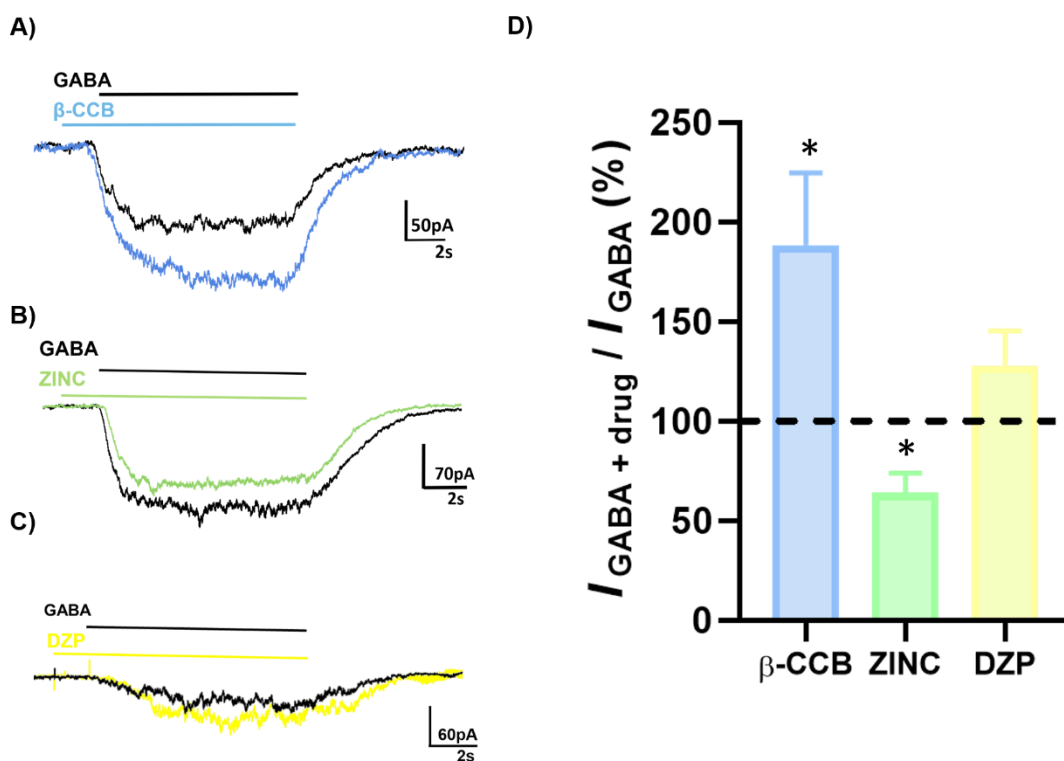 A)
GABA
β-CCB
50pA
2s
B)
GABA
ZINC
70pA
2s
C)
GABA
DZP
60pA
2s
D)
I GABA + drug / I GABA (%)
250
200
150
100
50
0
*
*
β-CCB ZINC DZP